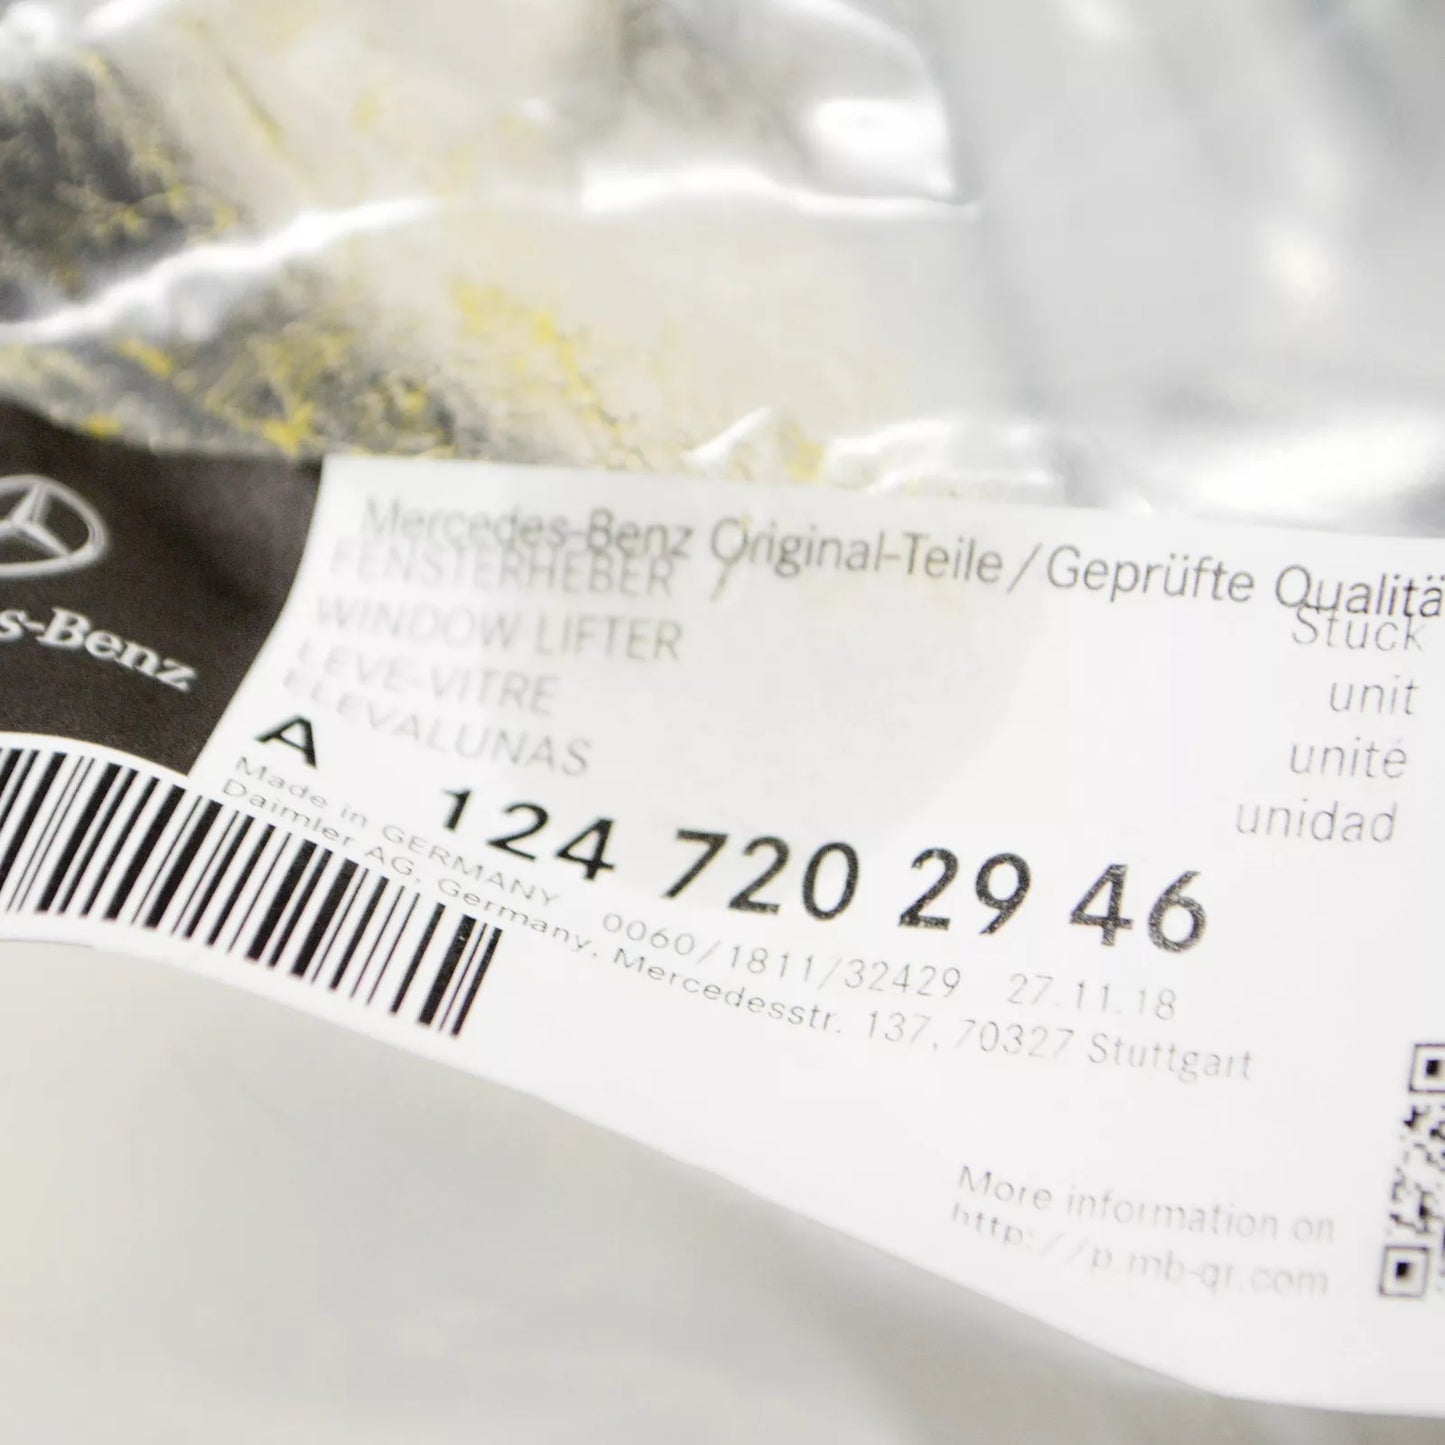 s-Benz
Mercedes-Benz Original-Teile / Geprüfte Qualitä
FENSTERHEBER /
WINDOW LIFTER
LEVE-VITRE
ELEVALUNAS
Stuck
unit
unité
unidad
A 124 720 29 46
Made in GERMANY 0060/1811/32429 27.11.18
Daimler AG, Germany, Mercedesstr. 137, 70327 Stuttgart
More information on
http://p.mb-qr.com